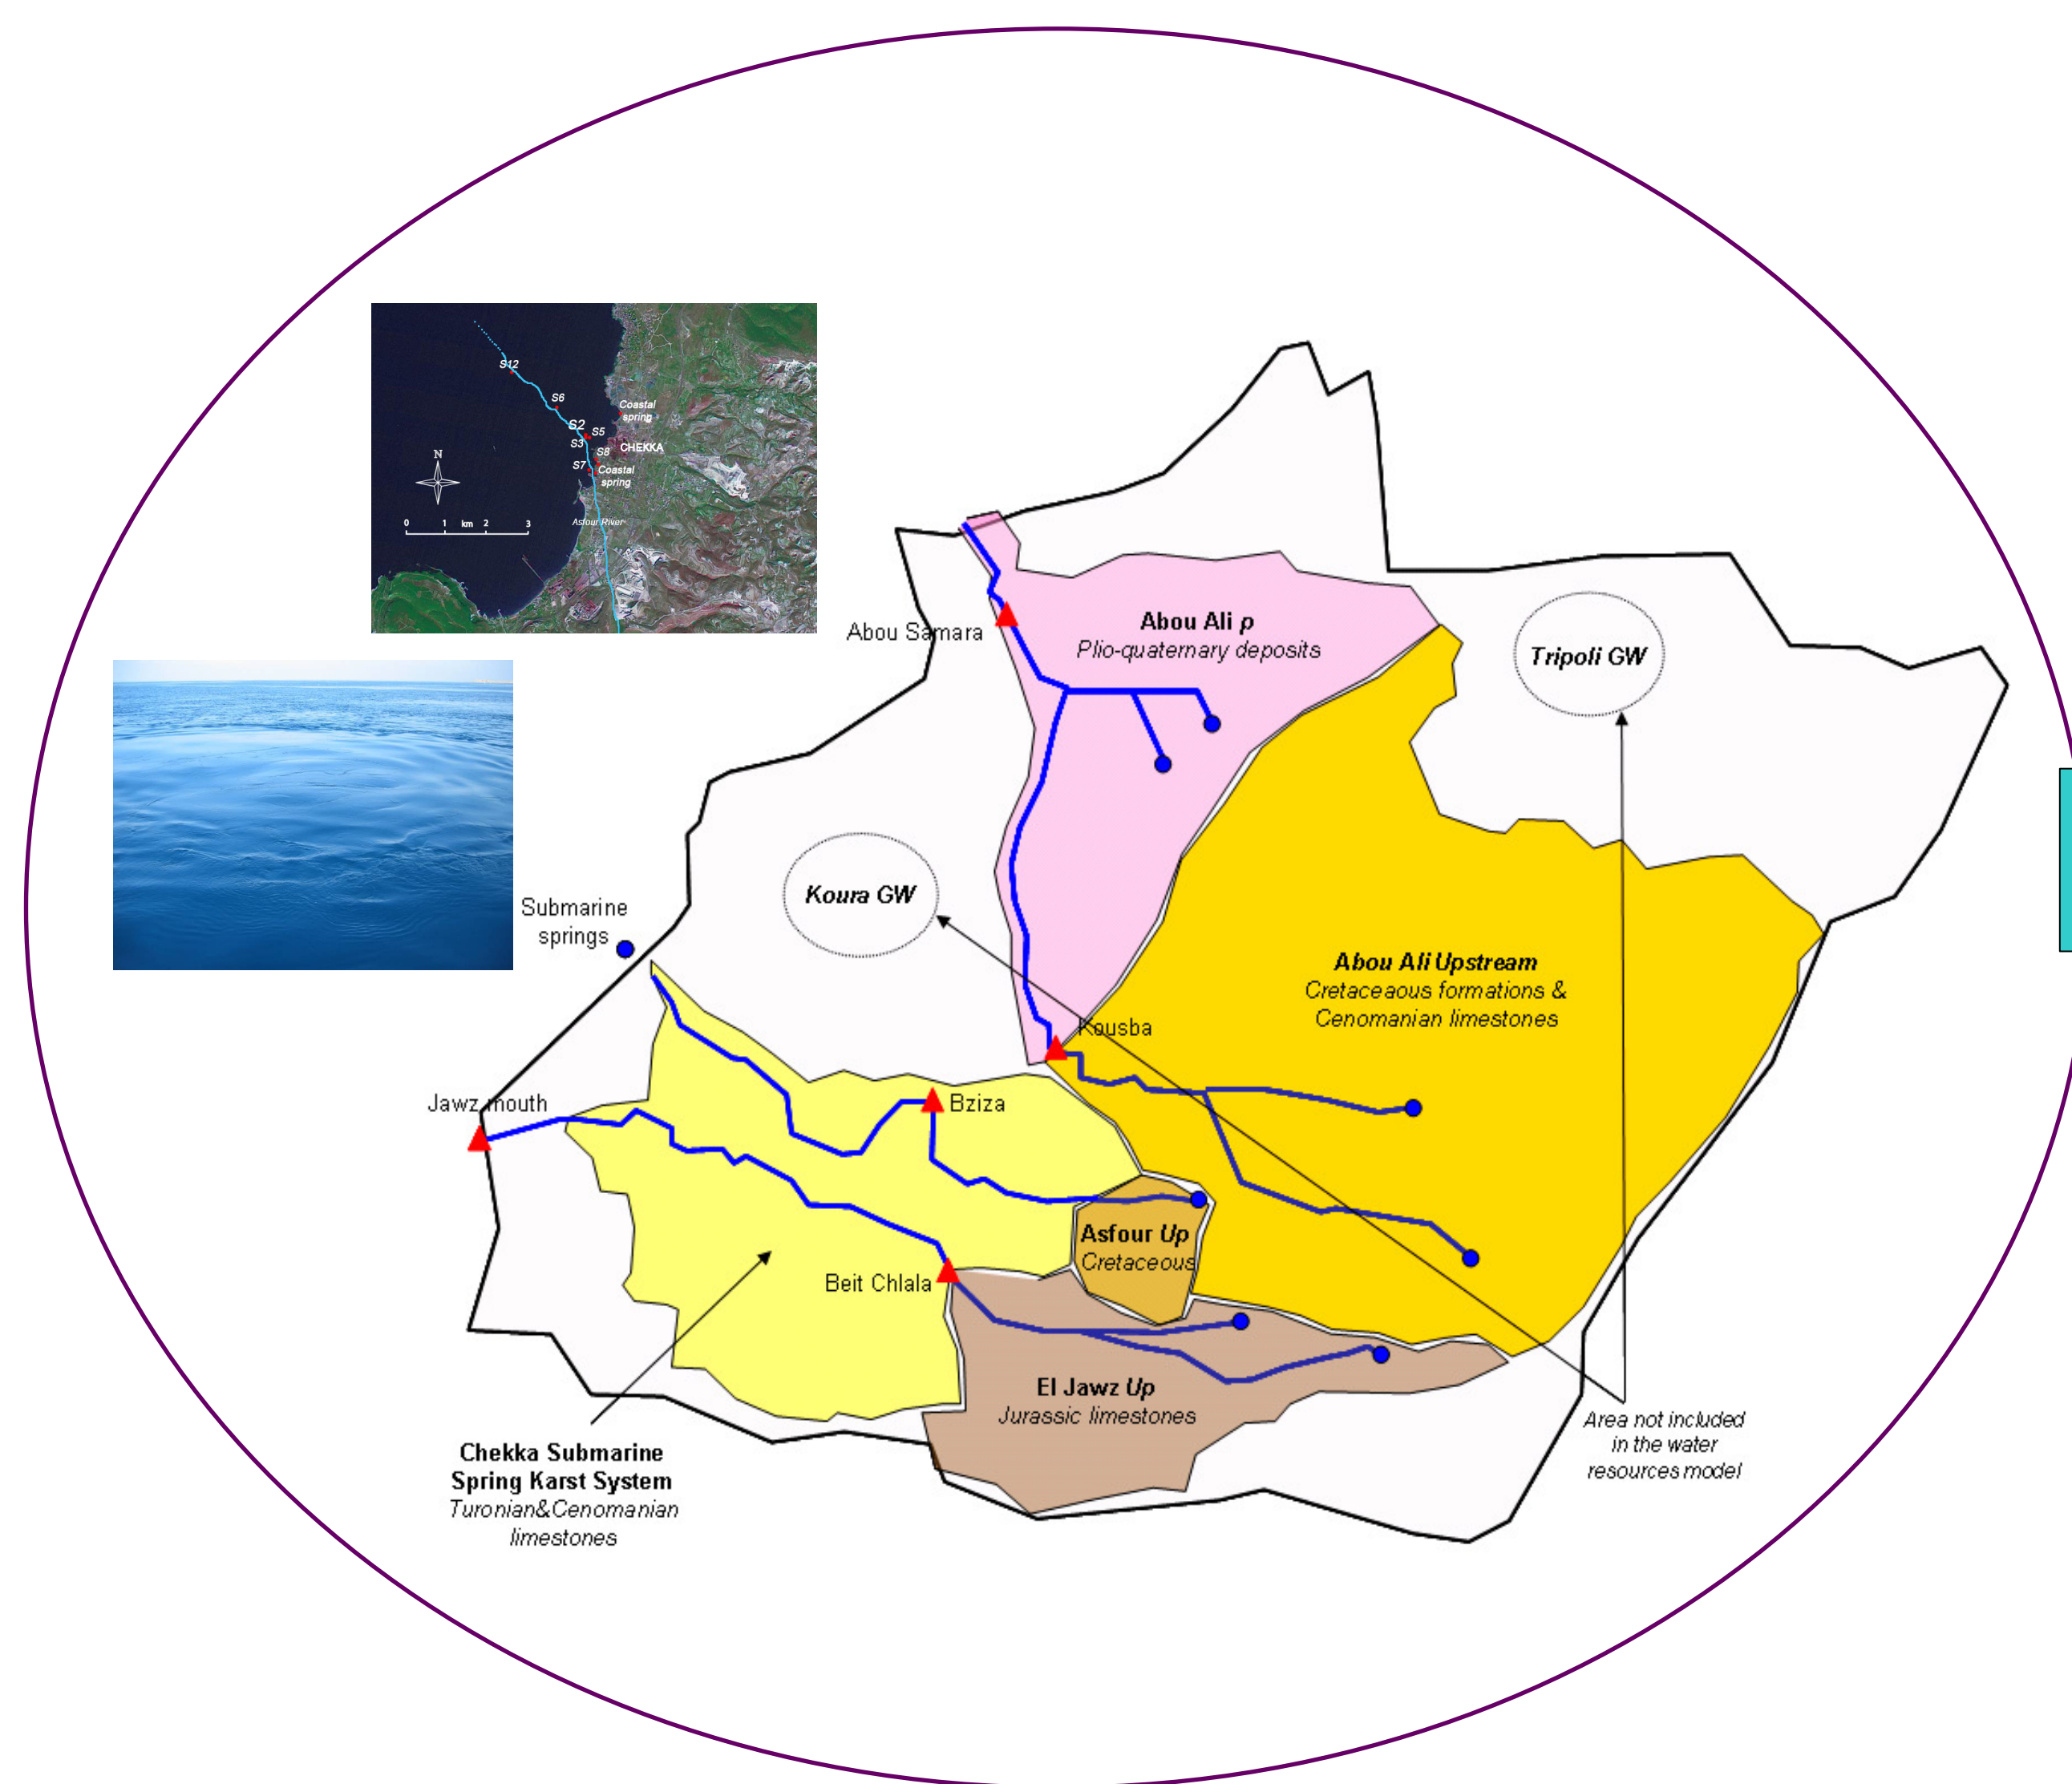 S12
S6
Coastal
spring
S2
S5
S3
CHEKKA
S8
S7
Coastal
spring
N
0 1 km 2 3
Asfour River
Abou Samara
Abou Ali p
Plio-quaternary deposits
Tripoli GW
Koura GW
Submarine
springs
Abou Ali Upstream
Cretaceaous formations &
Cenomanian limestones
Kousba
Jawz mouth
Bziza
Asfour Up
Cretaceous
Beit Chlala
El Jawz Up
Jurassic limestones
Area not included
in the water
resources model
Chekka Submarine
Spring Karst System
Turonian&Cenomanian
limestones